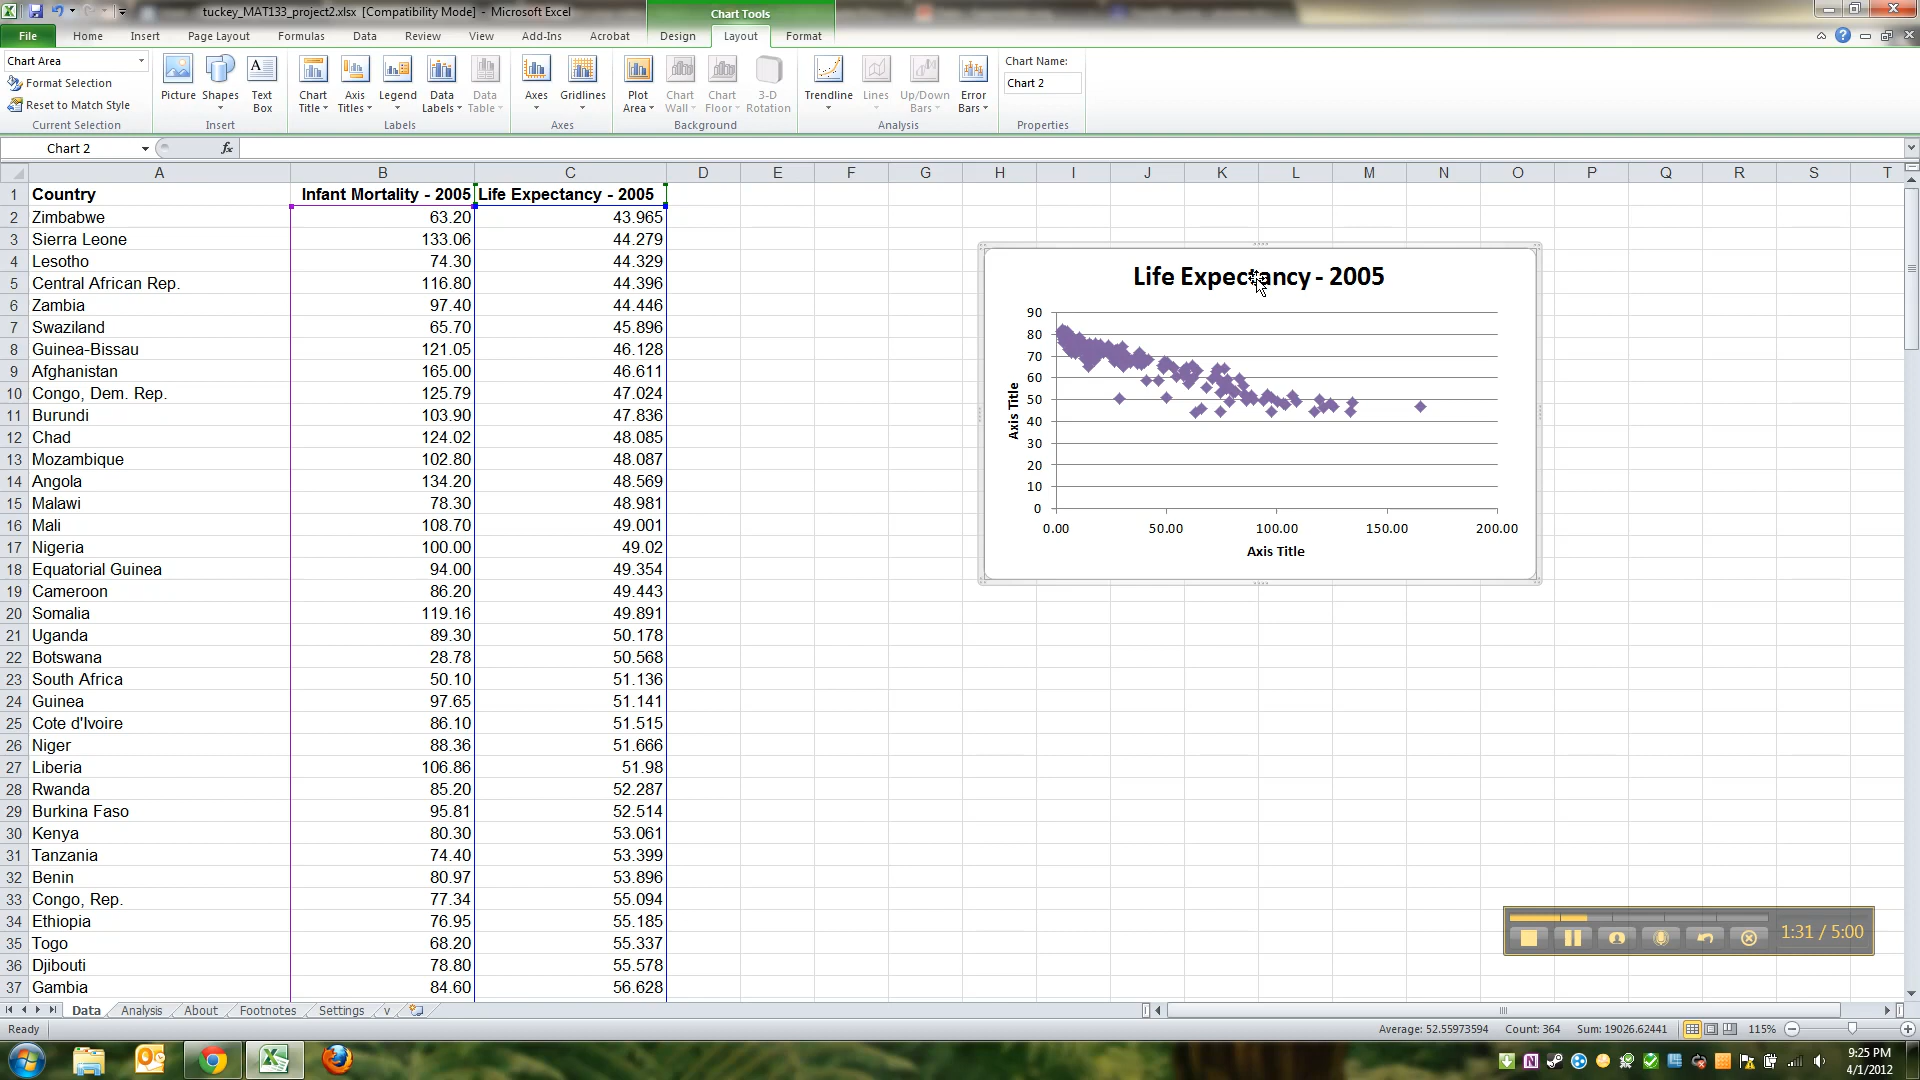 tuckey_MAT133_project2.xlsx [Compatibility Mode] - Microsoft Excel
Chart Tools
File Home Insert Page Layout Formulas Data Review View Add-Ins Acrobat Design Layout Format
Chart Area
Format Selection
Reset to Match Style
Current Selection
Picture Shapes Text Box
Insert
Chart Title Axis Titles Legend Data Labels Data Table
Labels
Axes Gridlines
Axes
Plot Area Chart Wall Chart Floor 3-D Rotation
Background
Trendline Lines Up/Down Bars Error Bars
Analysis
Chart Name:
Chart 2
Properties
Chart 2 fx
A B C D E F G H I J K L M N O P Q R S T
1 Country Infant Mortality - 2005 Life Expectancy - 2005
2 Zimbabwe 63.20 43.965
3 Sierra Leone 133.06 44.279
4 Lesotho 74.30 44.329
5 Central African Rep. 116.80 44.396
6 Zambia 97.40 44.446
7 Swaziland 65.70 45.896
8 Guinea-Bissau 121.05 46.128
9 Afghanistan 165.00 46.611
10 Congo, Dem. Rep. 125.79 47.024
11 Burundi 103.90 47.836
12 Chad 124.02 48.085
13 Mozambique 102.80 48.087
14 Angola 134.20 48.569
15 Malawi 78.30 48.981
16 Mali 108.70 49.001
17 Nigeria 100.00 49.02
18 Equatorial Guinea 94.00 49.354
19 Cameroon 86.20 49.443
20 Somalia 119.16 49.891
21 Uganda 89.30 50.178
22 Botswana 28.78 50.568
23 South Africa 50.10 51.136
24 Guinea 97.65 51.141
25 Cote d'Ivoire 86.10 51.515
26 Niger 88.36 51.666
27 Liberia 106.86 51.98
28 Rwanda 85.20 52.287
29 Burkina Faso 95.81 52.514
30 Kenya 80.30 53.061
31 Tanzania 74.40 53.399
32 Benin 80.97 53.896
33 Congo, Rep. 77.34 55.094
34 Ethiopia 76.95 55.185
35 Togo 68.20 55.337
36 Djibouti 78.80 55.578
37 Gambia 84.60 56.628
Life Expectancy - 2005
90
80
70
60
50
40
30
20
10
0
Axis Title
0.00 50.00 100.00 150.00 200.00
Axis Title
1:31 / 5:00
Data Analysis About Footnotes Settings v
Ready
Average: 52.55973594 Count: 364 Sum: 19026.62441 115%
9:25 PM
4/1/2012